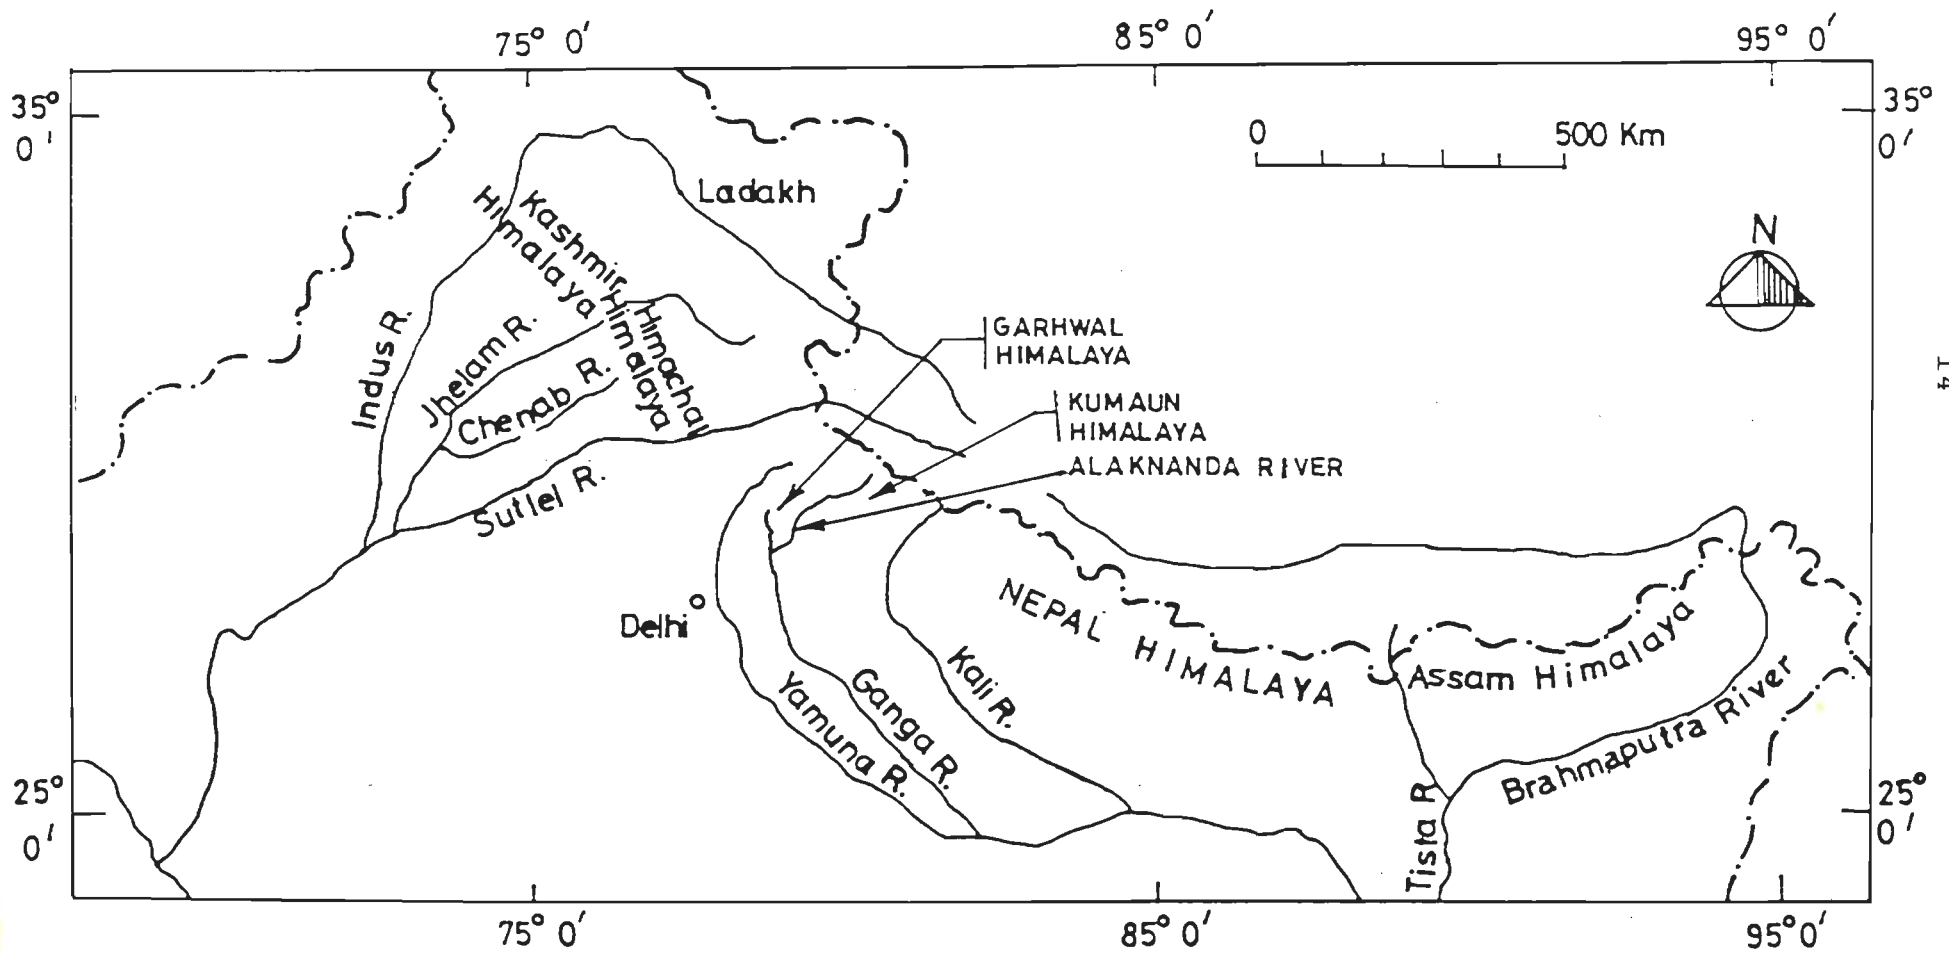 75° 0′
85° 0′
95° 0′
35°
0′
35°
0′
0
500 Km
Ladakh
N
Kashmir
Himalaya
Himachal
Himalaya
GARHWAL
HIMALAYA
Indus R.
Jhelam R.
Chenab R.
KUMAUN
HIMALAYA
ALAKNANDA RIVER
Sutlel R.
14
Delhi
NEPAL HIMALAYA
Assam Himalaya
Kali R.
Ganga R.
Yamuna R.
Brahmaputra River
Tista R
25°
0′
25°
0′
75° 0′
85° 0′
95° 0′